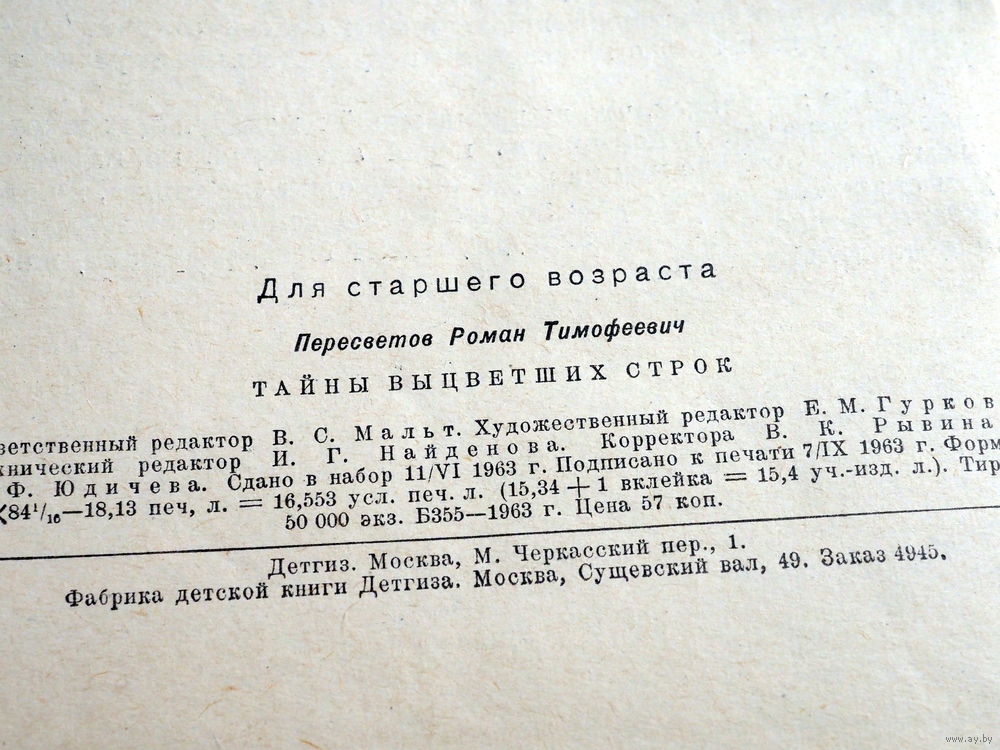 Для старшего возраста
Пересветов Роман Тимофеевич
ТАЙНЫ ВЫЦВЕТШИХ СТРОК
ветственный редактор В. С. Мальт. Художественный редактор Е. М. Гурков
хнический редактор И. Г. Найденова. Корректора В. К. Рывина
Ф. Юдичева. Сдано в набор 11/VI 1963 г. Подписано к печати 7/IX 1963 г. Форм
×84¹/₁₆—18,13 печ, л. = 16,553 усл. печ. л. (15,34 + 1 вклейка = 15,4 уч.-изд. л.). Тир
50 000 экз. Б355—1963 г. Цена 57 коп.
Детгиз. Москва, М. Черкасский пер., 1.
Фабрика детской книги Детгиза. Москва, Сущевский вал, 49. Заказ 4945.
www.ay.by